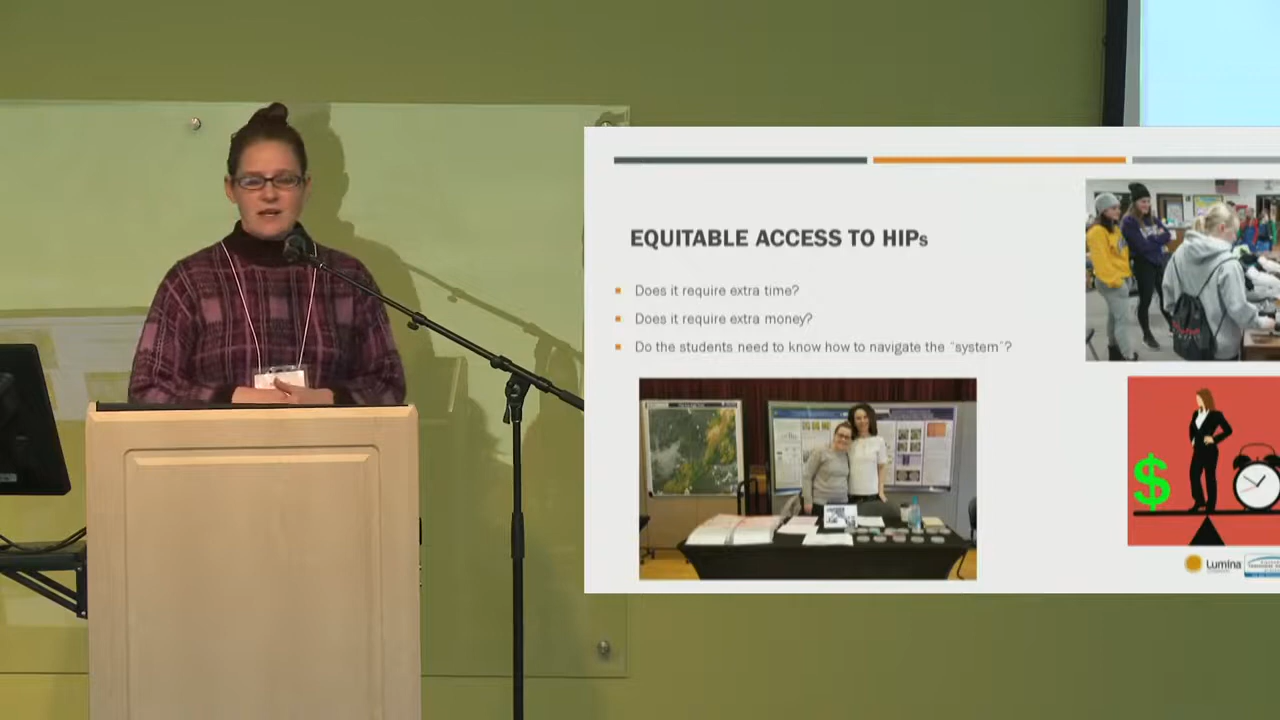 EQUITABLE ACCESS TO HIPs
Does it require extra time?
Does it require extra money?
Do the students need to know how to navigate the "system"?
$
Lumina